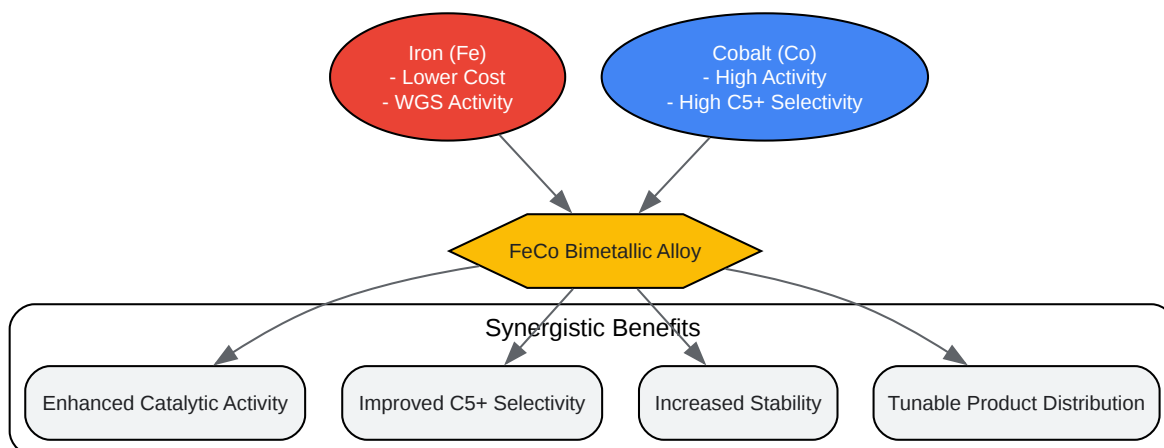 Iron (Fe)
- Lower Cost
- WGS Activity
Cobalt (Co)
- High Activity
- High C5+ Selectivity
FeCo Bimetallic Alloy
Synergistic Benefits
Enhanced Catalytic Activity
Improved C5+ Selectivity
Increased Stability
Tunable Product Distribution